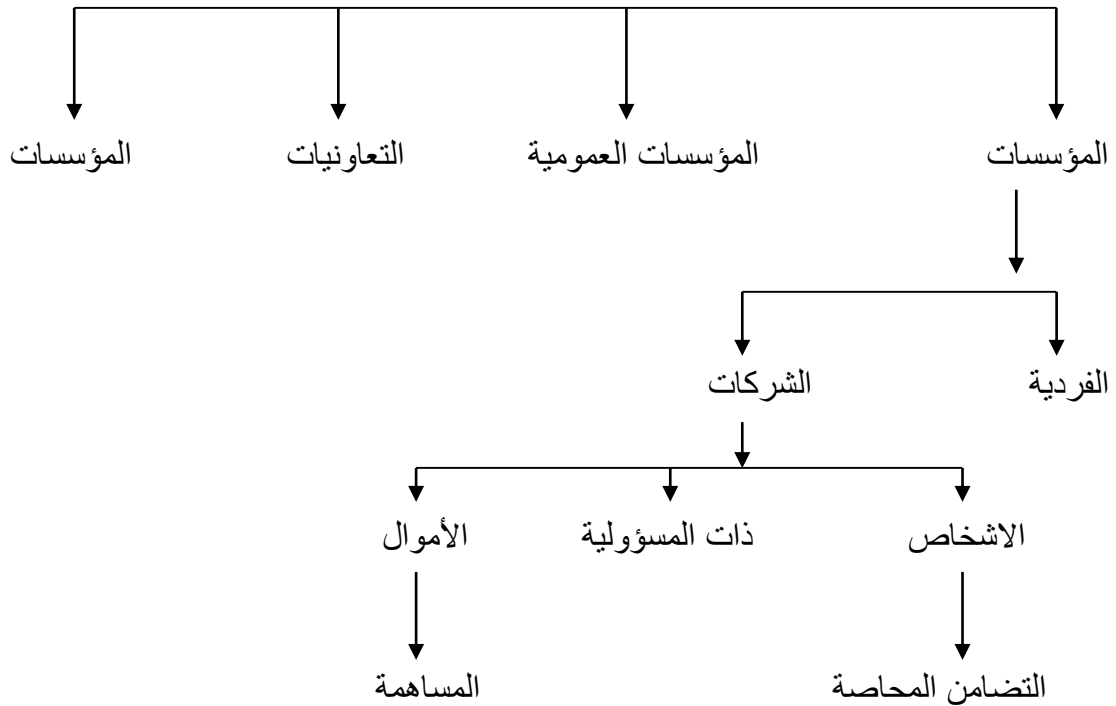 المؤسسات
المؤسسات العمومية
التعاونيات
المؤسسات
الفردية
الشركات
الاشخاص
ذات المسؤولية
الأموال
التضامن المحاصة
المساهمة